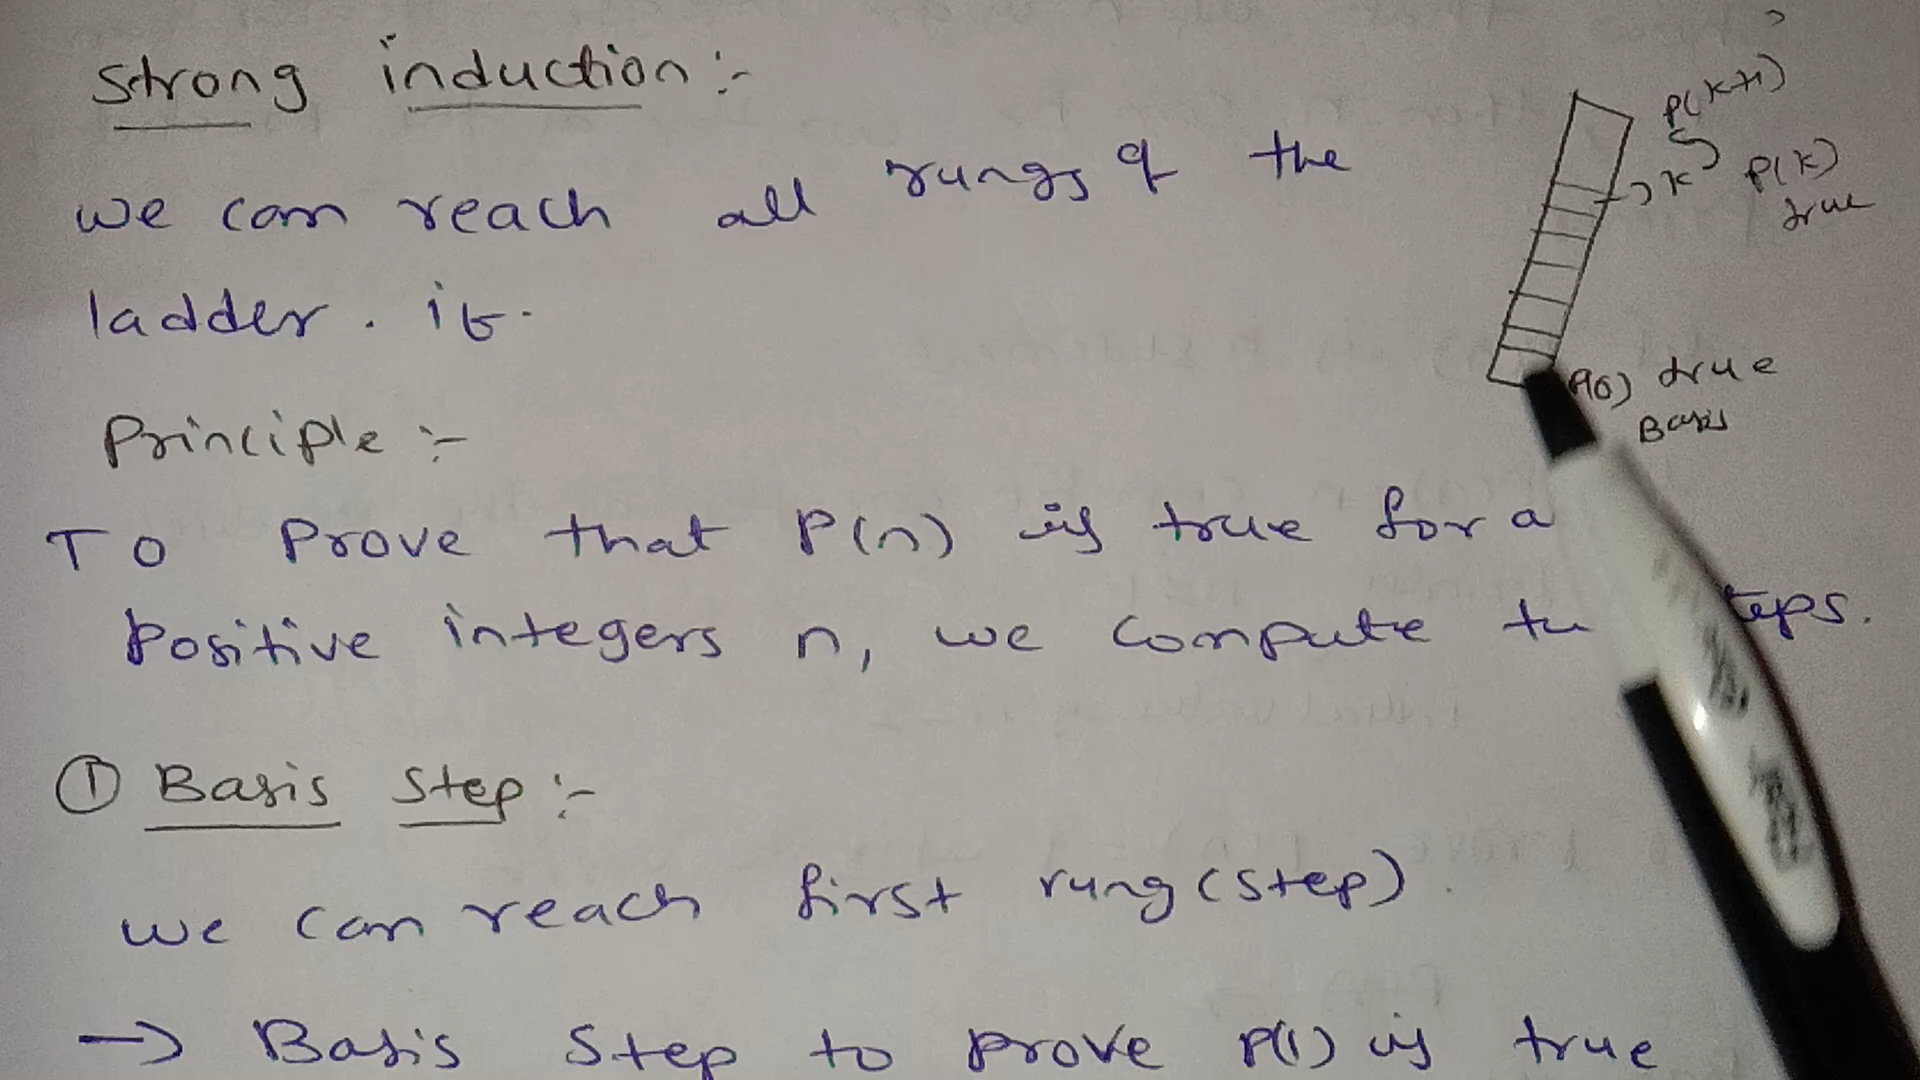 Strong induction :-
we can reach all rungs of the
ladder. if.
Principle :-
To prove that P(n) is true for a
positive integers n, we compute teps.
① Basis Step :-
we can reach first rung (step).
→ Basis Step to prove P(1) is true
P(k+1)
k P(k)
true
true
Basis